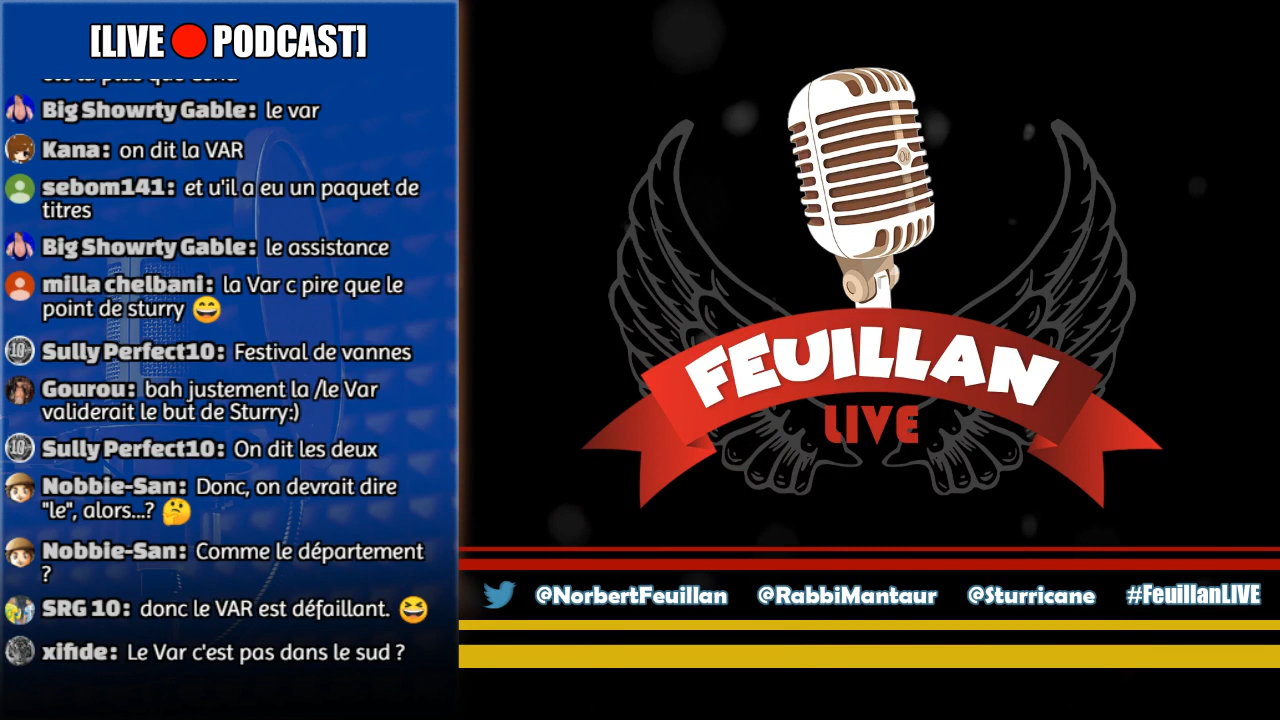 [LIVE PODCAST]
Big Showrty Gable: le var
Kana: on dit la VAR
sebom141: et u'il a eu un paquet de
titres
Big Showrty Gable: le assistance
milla chelbani: la Var c pire que le
point de sturry 😄
Sully Perfect10: Festival de vannes
Gourou: bah justement la /le Var
validerait le but de Sturry:)
Sully Perfect10: On dit les deux
Nobbie-San: Donc, on devrait dire
"le", alors...? 🤔
Nobbie-San: Comme le département
?
SRG 10: donc le VAR est défaillant. 😆
xifide: Le Var c'est pas dans le sud ?
FEUILLAN
LIVE
@NorbertFeuillan @RabbiMantaur @Sturricane #FeuillanLIVE